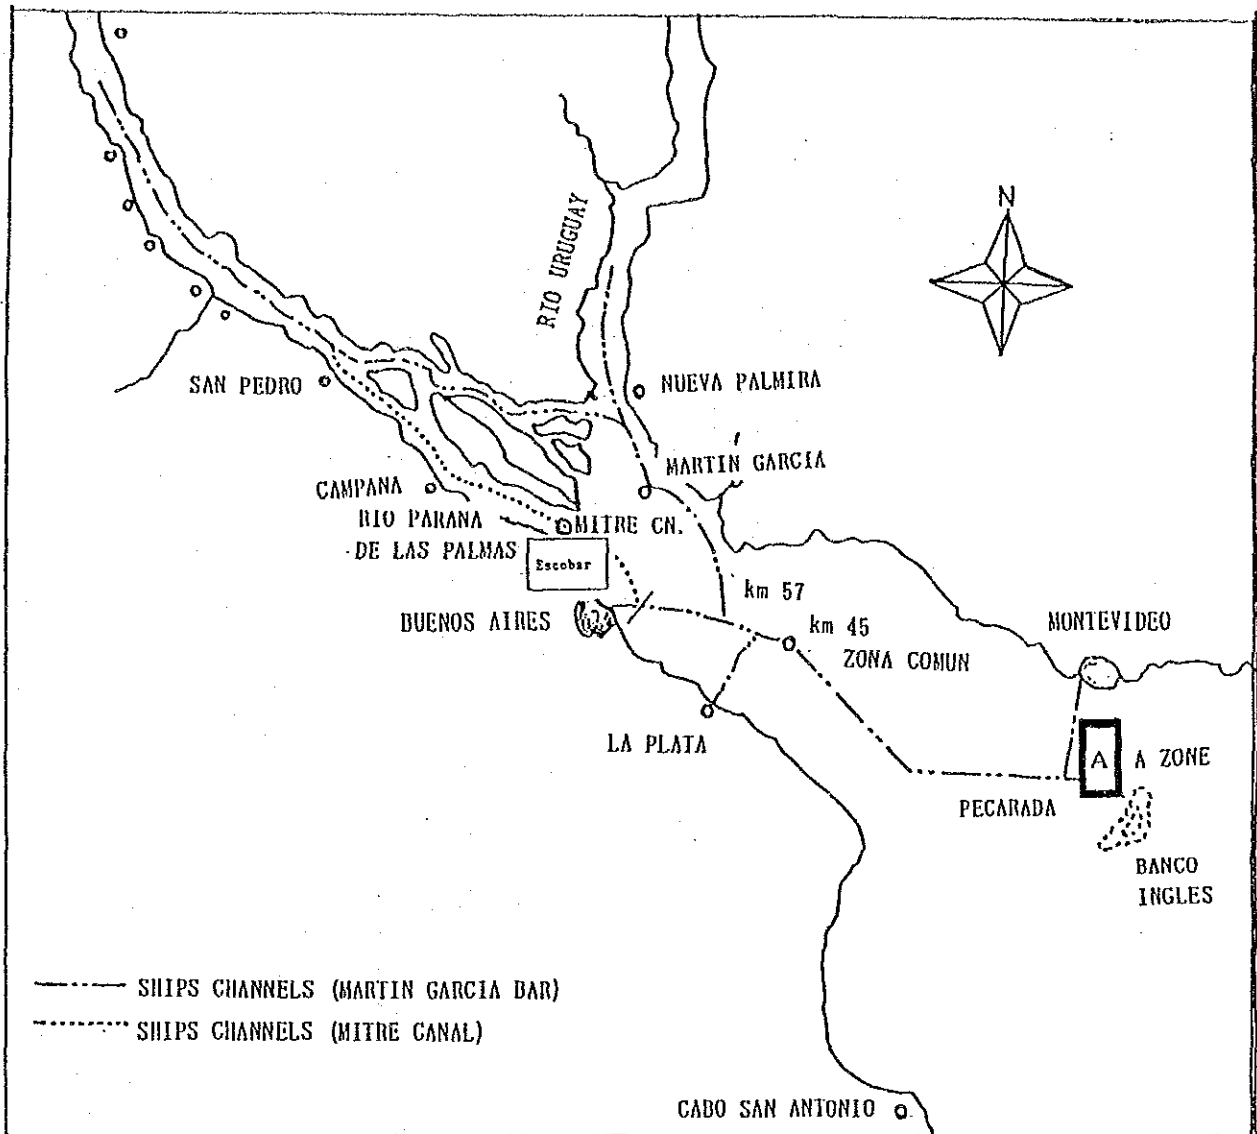 N
RIO URUGUAY
SAN PEDRO
NUEVA PALMIRA
MARTIN GARCIA
CAMPANA
RIO PARANA
DE LAS PALMAS
MITRE CN.
Escobar
km 57
BUENOS AIRES
km 45
ZONA COMUN
MONTEVIDEO
LA PLATA
A
A ZONE
PECARADA
BANCO
INGLES
SHIPS CHANNELS (MARTIN GARCIA BAR)
SHIPS CHANNELS (MITRE CANAL)
CABO SAN ANTONIO